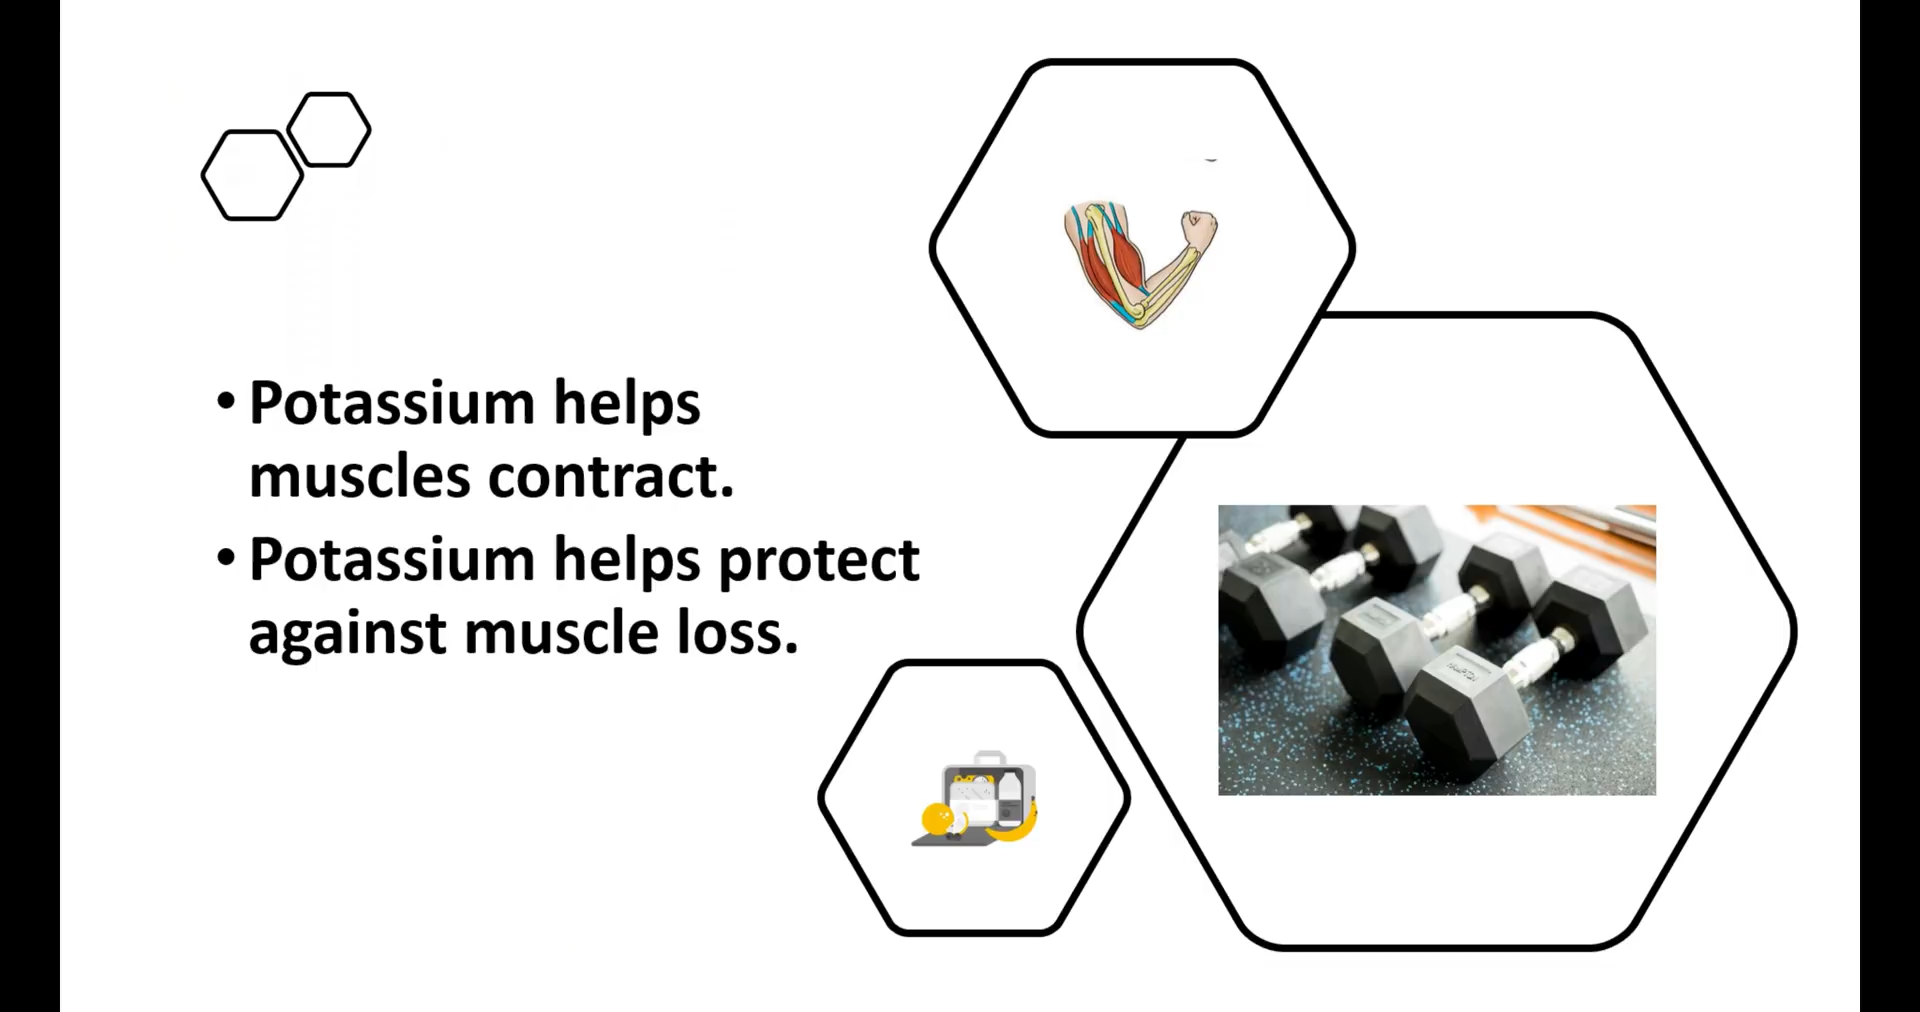 • Potassium helps
muscles contract.
• Potassium helps protect
against muscle loss.